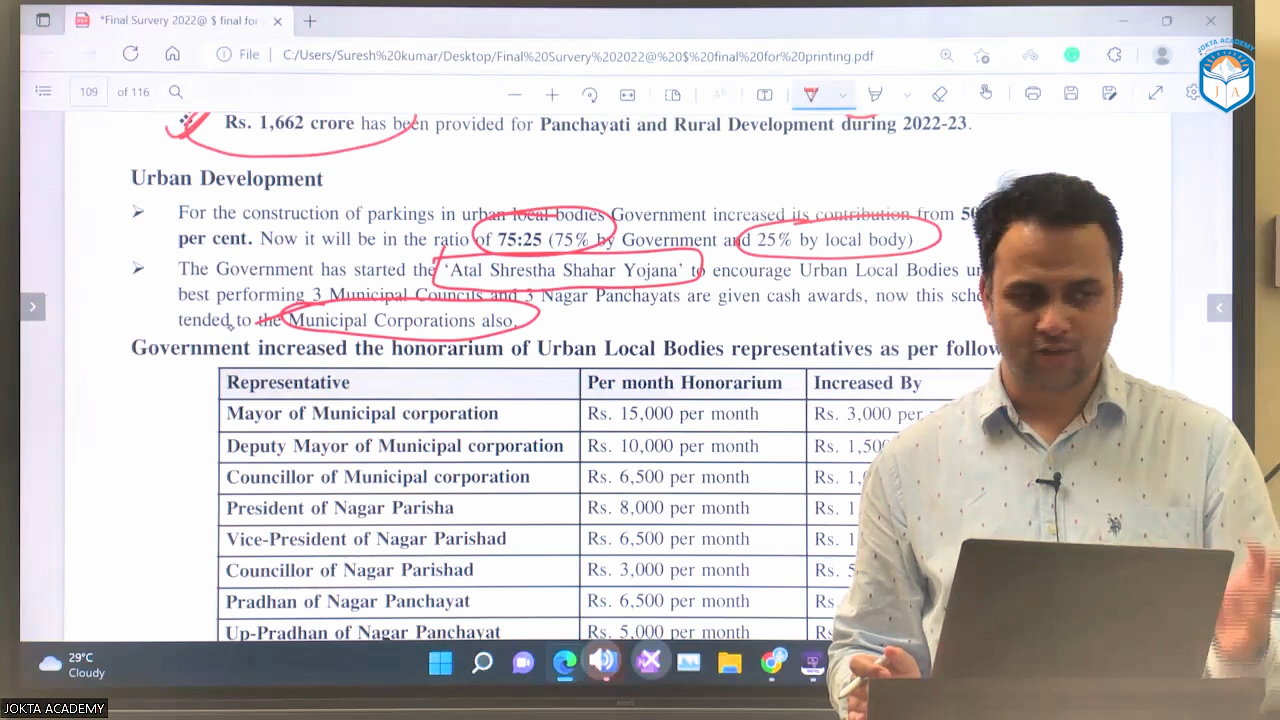 *Final Survery 2022@ $ final for
JOKTA ACADEMY
J A
File
C:/Users/Suresh%20kumar/Desktop/Final%20Survery%202022@%20$%20final%20for%20printing.pdf
109 of 116
Rs. 1,662 crore has been provided for Panchayati and Rural Development during 2022-23.
Urban Development
For the construction of parkings in urban local bodies Government increased its contribution from
per cent. Now it will be in the ratio of 75:25 (75% by Government and 25% by local body)
The Government has started the 'Atal Shrestha Shahar Yojana' to encourage Urban Local Bodies
best performing 3 Municipal Councils and 3 Nagar Panchayats are given cash awards, now this
tended to the Municipal Corporations also.
Government increased the honorarium of Urban Local Bodies representatives as per
Representative Per month Honorarium Increased By
Mayor of Municipal corporation Rs. 15,000 per month Rs. 3,000 per
Deputy Mayor of Municipal corporation Rs. 10,000 per month Rs.
Councillor of Municipal corporation Rs. 6,500 per month Rs.
President of Nagar Parisha Rs. 8,000 per month Rs.
Vice-President of Nagar Parishad Rs. 6,500 per month Rs.
Councillor of Nagar Parishad Rs. 3,000 per month Rs.
Pradhan of Nagar Panchayat Rs. 6,500 per month Rs.
Up-Pradhan of Nagar Panchayat Rs. 5,000 per month Rs
29°C
Cloudy
JOKTA ACADEMY